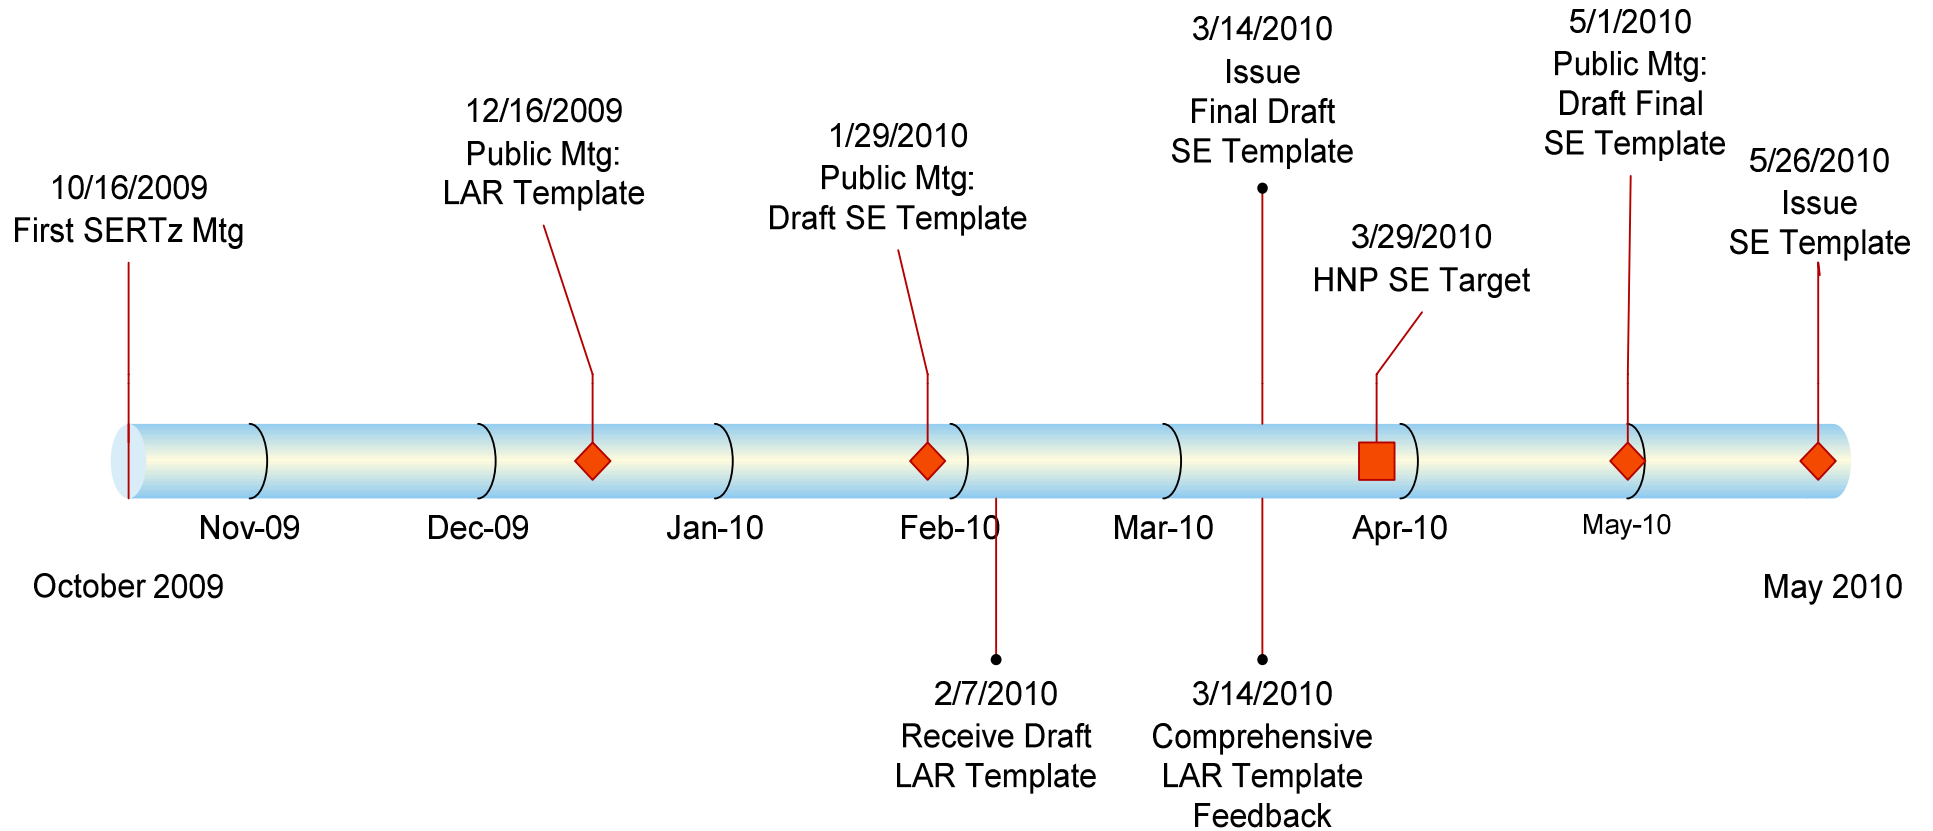 10/16/2009
First SERTz Mtg
12/16/2009
Public Mtg:
LAR Template
1/29/2010
Public Mtg:
Draft SE Template
3/14/2010
Issue
Final Draft
SE Template
3/29/2010
HNP SE Target
5/1/2010
Public Mtg:
Draft Final
SE Template
5/26/2010
Issue
SE Template
Nov-09
Dec-09
Jan-10
Feb-10
Mar-10
Apr-10
May-10
October 2009
May 2010
2/7/2010
Receive Draft
LAR Template
3/14/2010
Comprehensive
LAR Template
Feedback